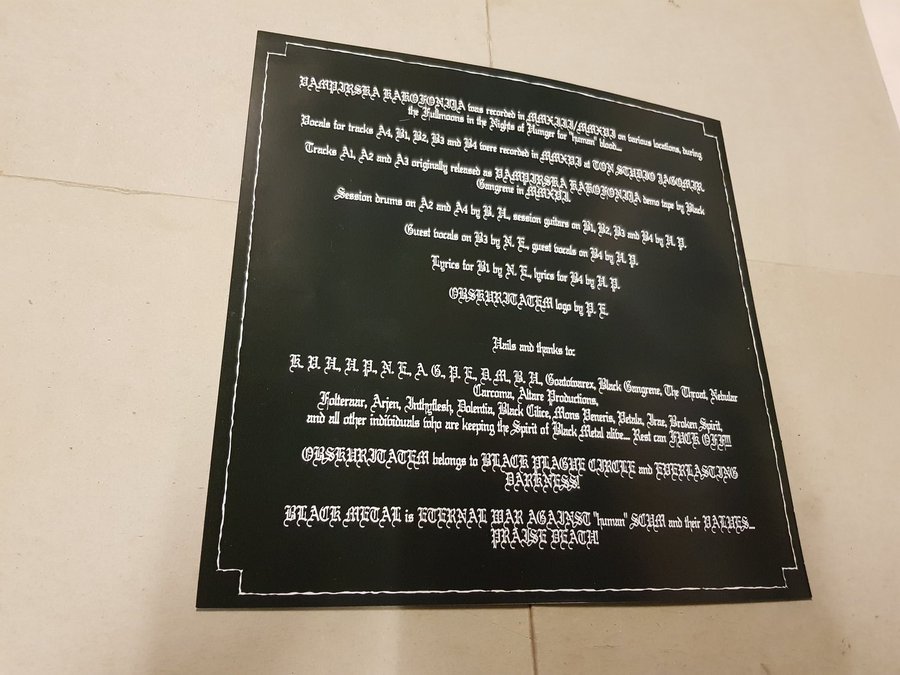 VAMPIRSKA KAKOFONIJA was recorded in MMXIII/MMXVI on various locations, during
the Fullmoons in the Nights of Hunger for "human" blood...
Vocals for tracks A4, B1, B2, B3 and B4 were recorded in MMXVI at TON STUDIO JAGOMIR.
Tracks A1, A2 and A3 originally released as VAMPIRSKA KAKOFONIJA demo tape by Black
Gangrene in MMXVI.
Session drums on A2 and A4 by B. H., session guitars on B1, B2, B3 and B4 by H. P.
Guest vocals on B3 by N. E., guest vocals on B4 by H. P.
Lyrics for B1 by N. E., lyrics for B4 by H. P.
OBSKURITATEM logo by P. E.
Hails and thanks to:
K. V. H., H. P., N. E., A. G., P. E., D. M., B. H., Goatowarex, Black Gangrene, The Throat, Nebular
Carcoma, Altare Productions,
Folteraar, Arjen, Inthyflesh, Dolentia, Black Cilice, Mons Veneris, Vetala, Irae, Broken Spirit,
and all other individuals who are keeping the Spirit of Black Metal alive... Rest can FUCK OFF!!!
OBSKURITATEM belongs to BLACK PLAGUE CIRCLE and EVERLASTING
DARKNESS!
BLACK METAL is ETERNAL WAR AGAINST "human" SCUM and their VALUES...
PRAISE DEATH!